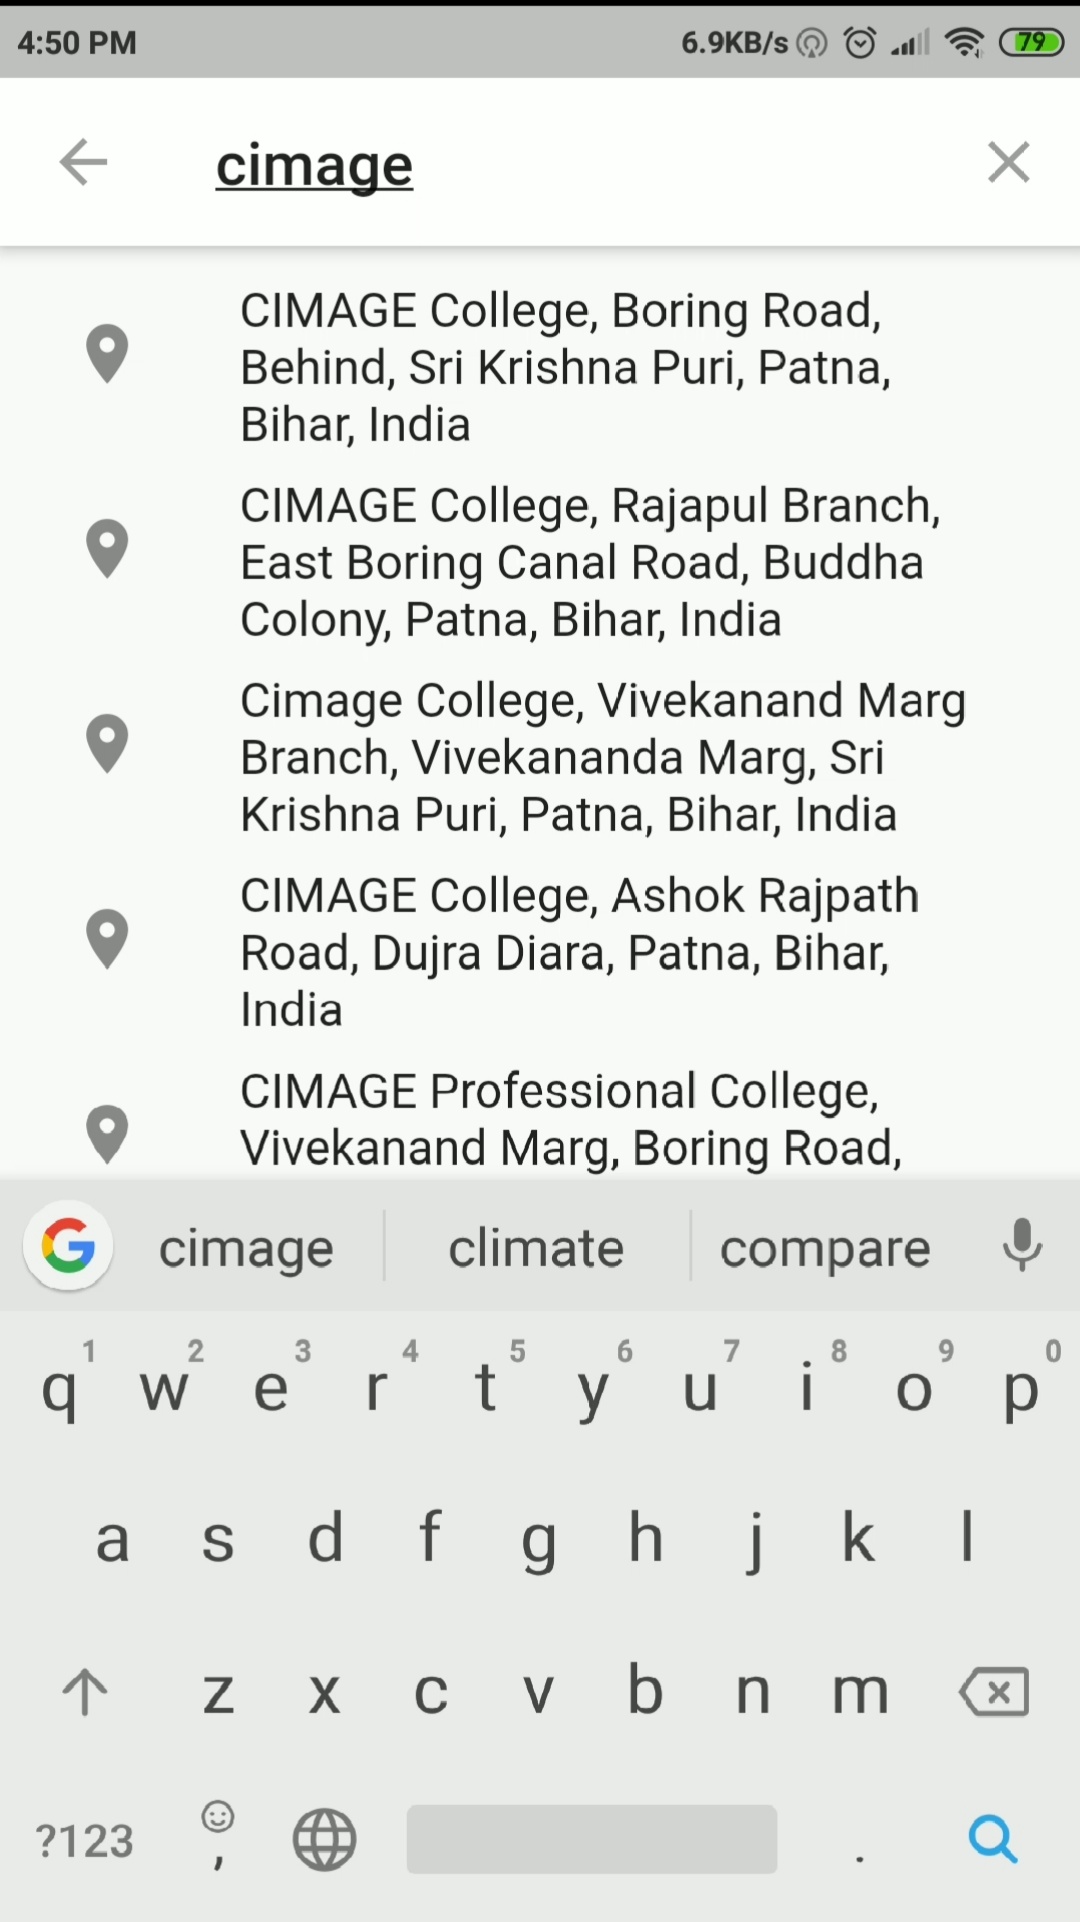 4:50 PM 6.9KB/s 79
cimage
CIMAGE College, Boring Road,
Behind, Sri Krishna Puri, Patna,
Bihar, India
CIMAGE College, Rajapul Branch,
East Boring Canal Road, Buddha
Colony, Patna, Bihar, India
Cimage College, Vivekanand Marg
Branch, Vivekananda Marg, Sri
Krishna Puri, Patna, Bihar, India
CIMAGE College, Ashok Rajpath
Road, Dujra Diara, Patna, Bihar,
India
CIMAGE Professional College,
Vivekanand Marg, Boring Road,
G cimage climate compare
1 2 3 4 5 6 7 8 9 0
q w e r t y u i o p
a s d f g h j k l
z x c v b n m
?123 , .